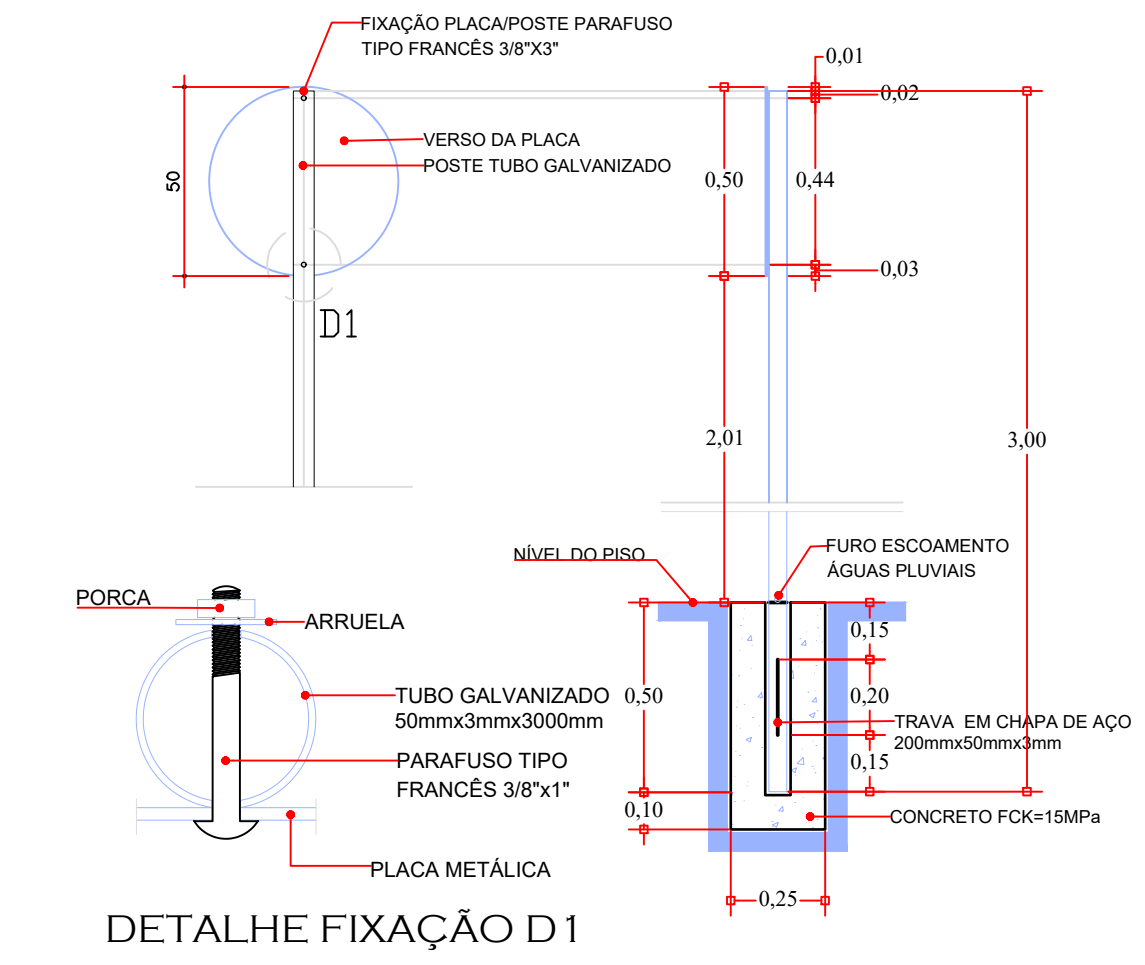 FIXAÇÃO PLACA/POSTE PARAFUSO
TIPO FRANCÊS 3/8"X3"
0,01
0,02
50
VERSO DA PLACA
POSTE TUBO GALVANIZADO
0,50
0,44
0,03
D1
2,01
3,00
NÍVEL DO PISO
FURO ESCOAMENTO
ÁGUAS PLUVIAIS
PORCA
ARRUELA
0,15
TUBO GALVANIZADO
50mmx3mmx3000mm
0,50
0,20
TRAVA EM CHAPA DE AÇO
200mmx50mmx3mm
PARAFUSO TIPO
FRANCÊS 3/8"x1"
0,15
0,10
CONCRETO FCK=15MPa
PLACA METÁLICA
0,25
DETALHE FIXAÇÃO D1